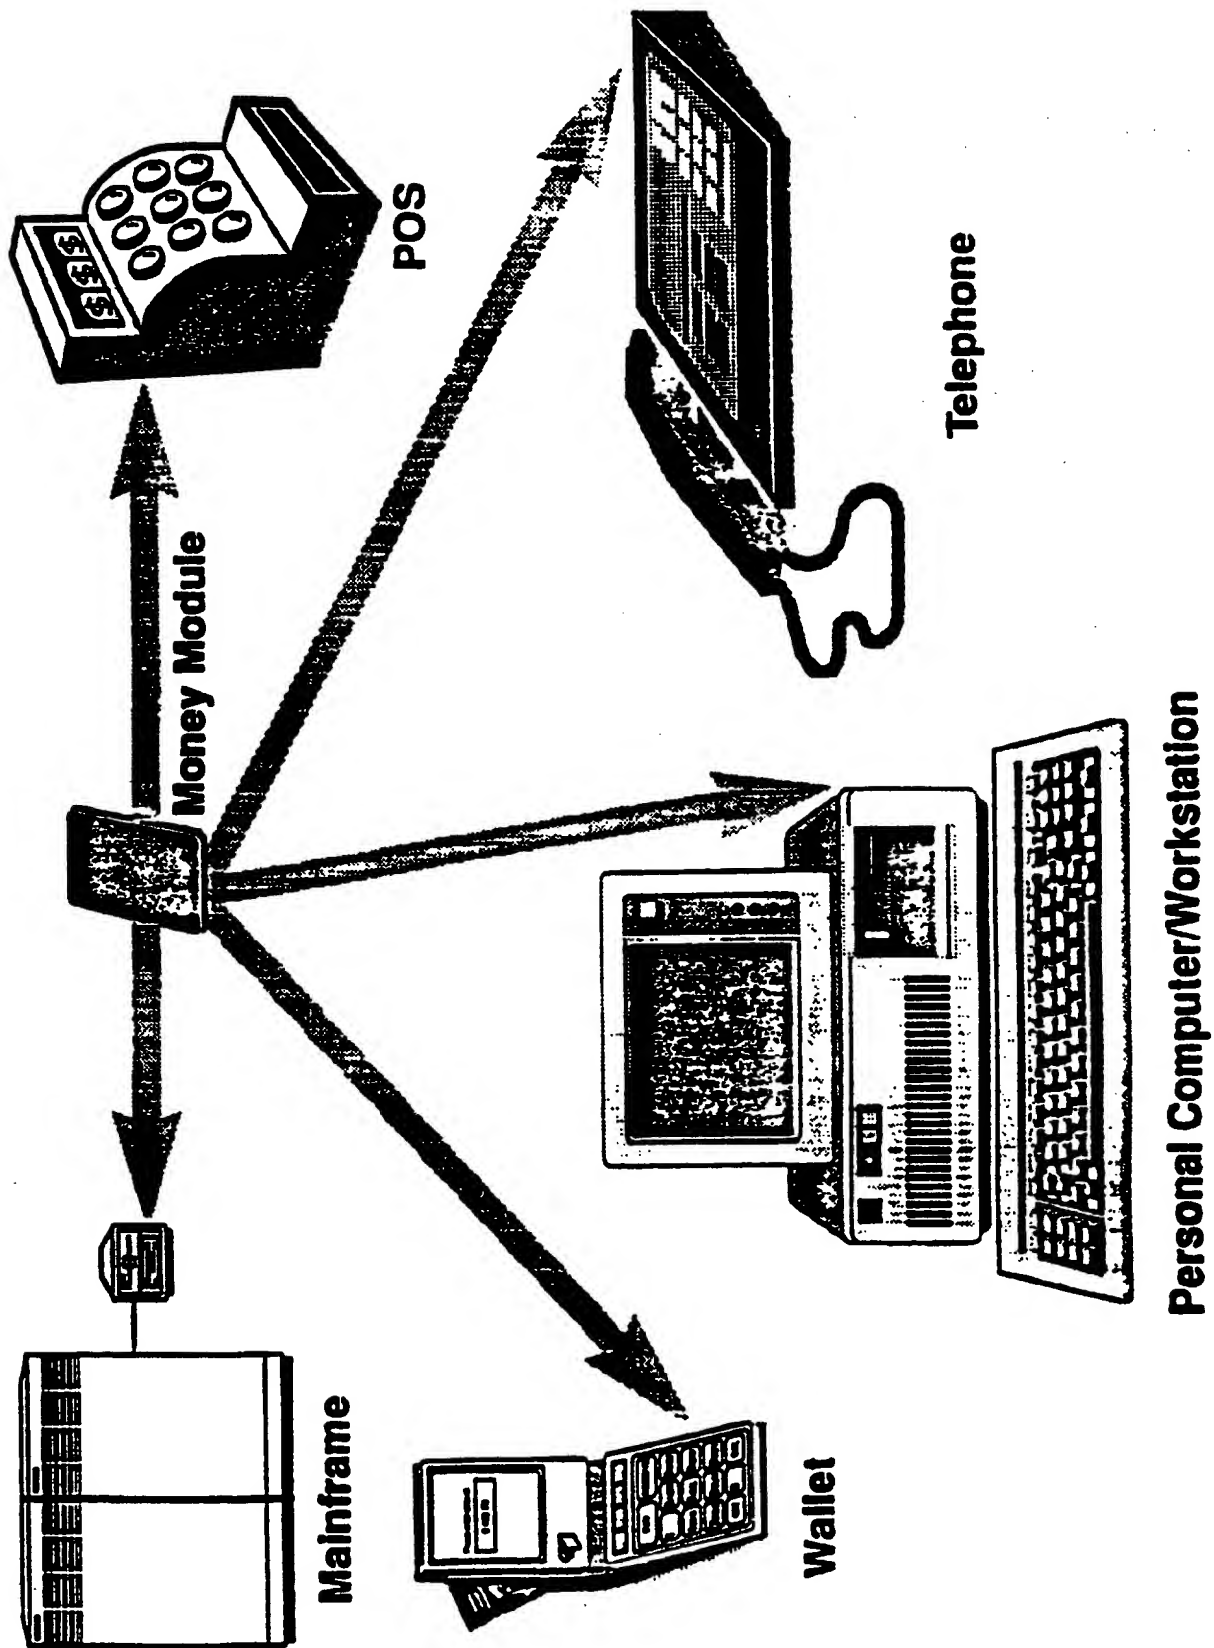 Mainframe
Money Module
POS
Wallet
Personal Computer/Workstation
Telephone
$ $ $